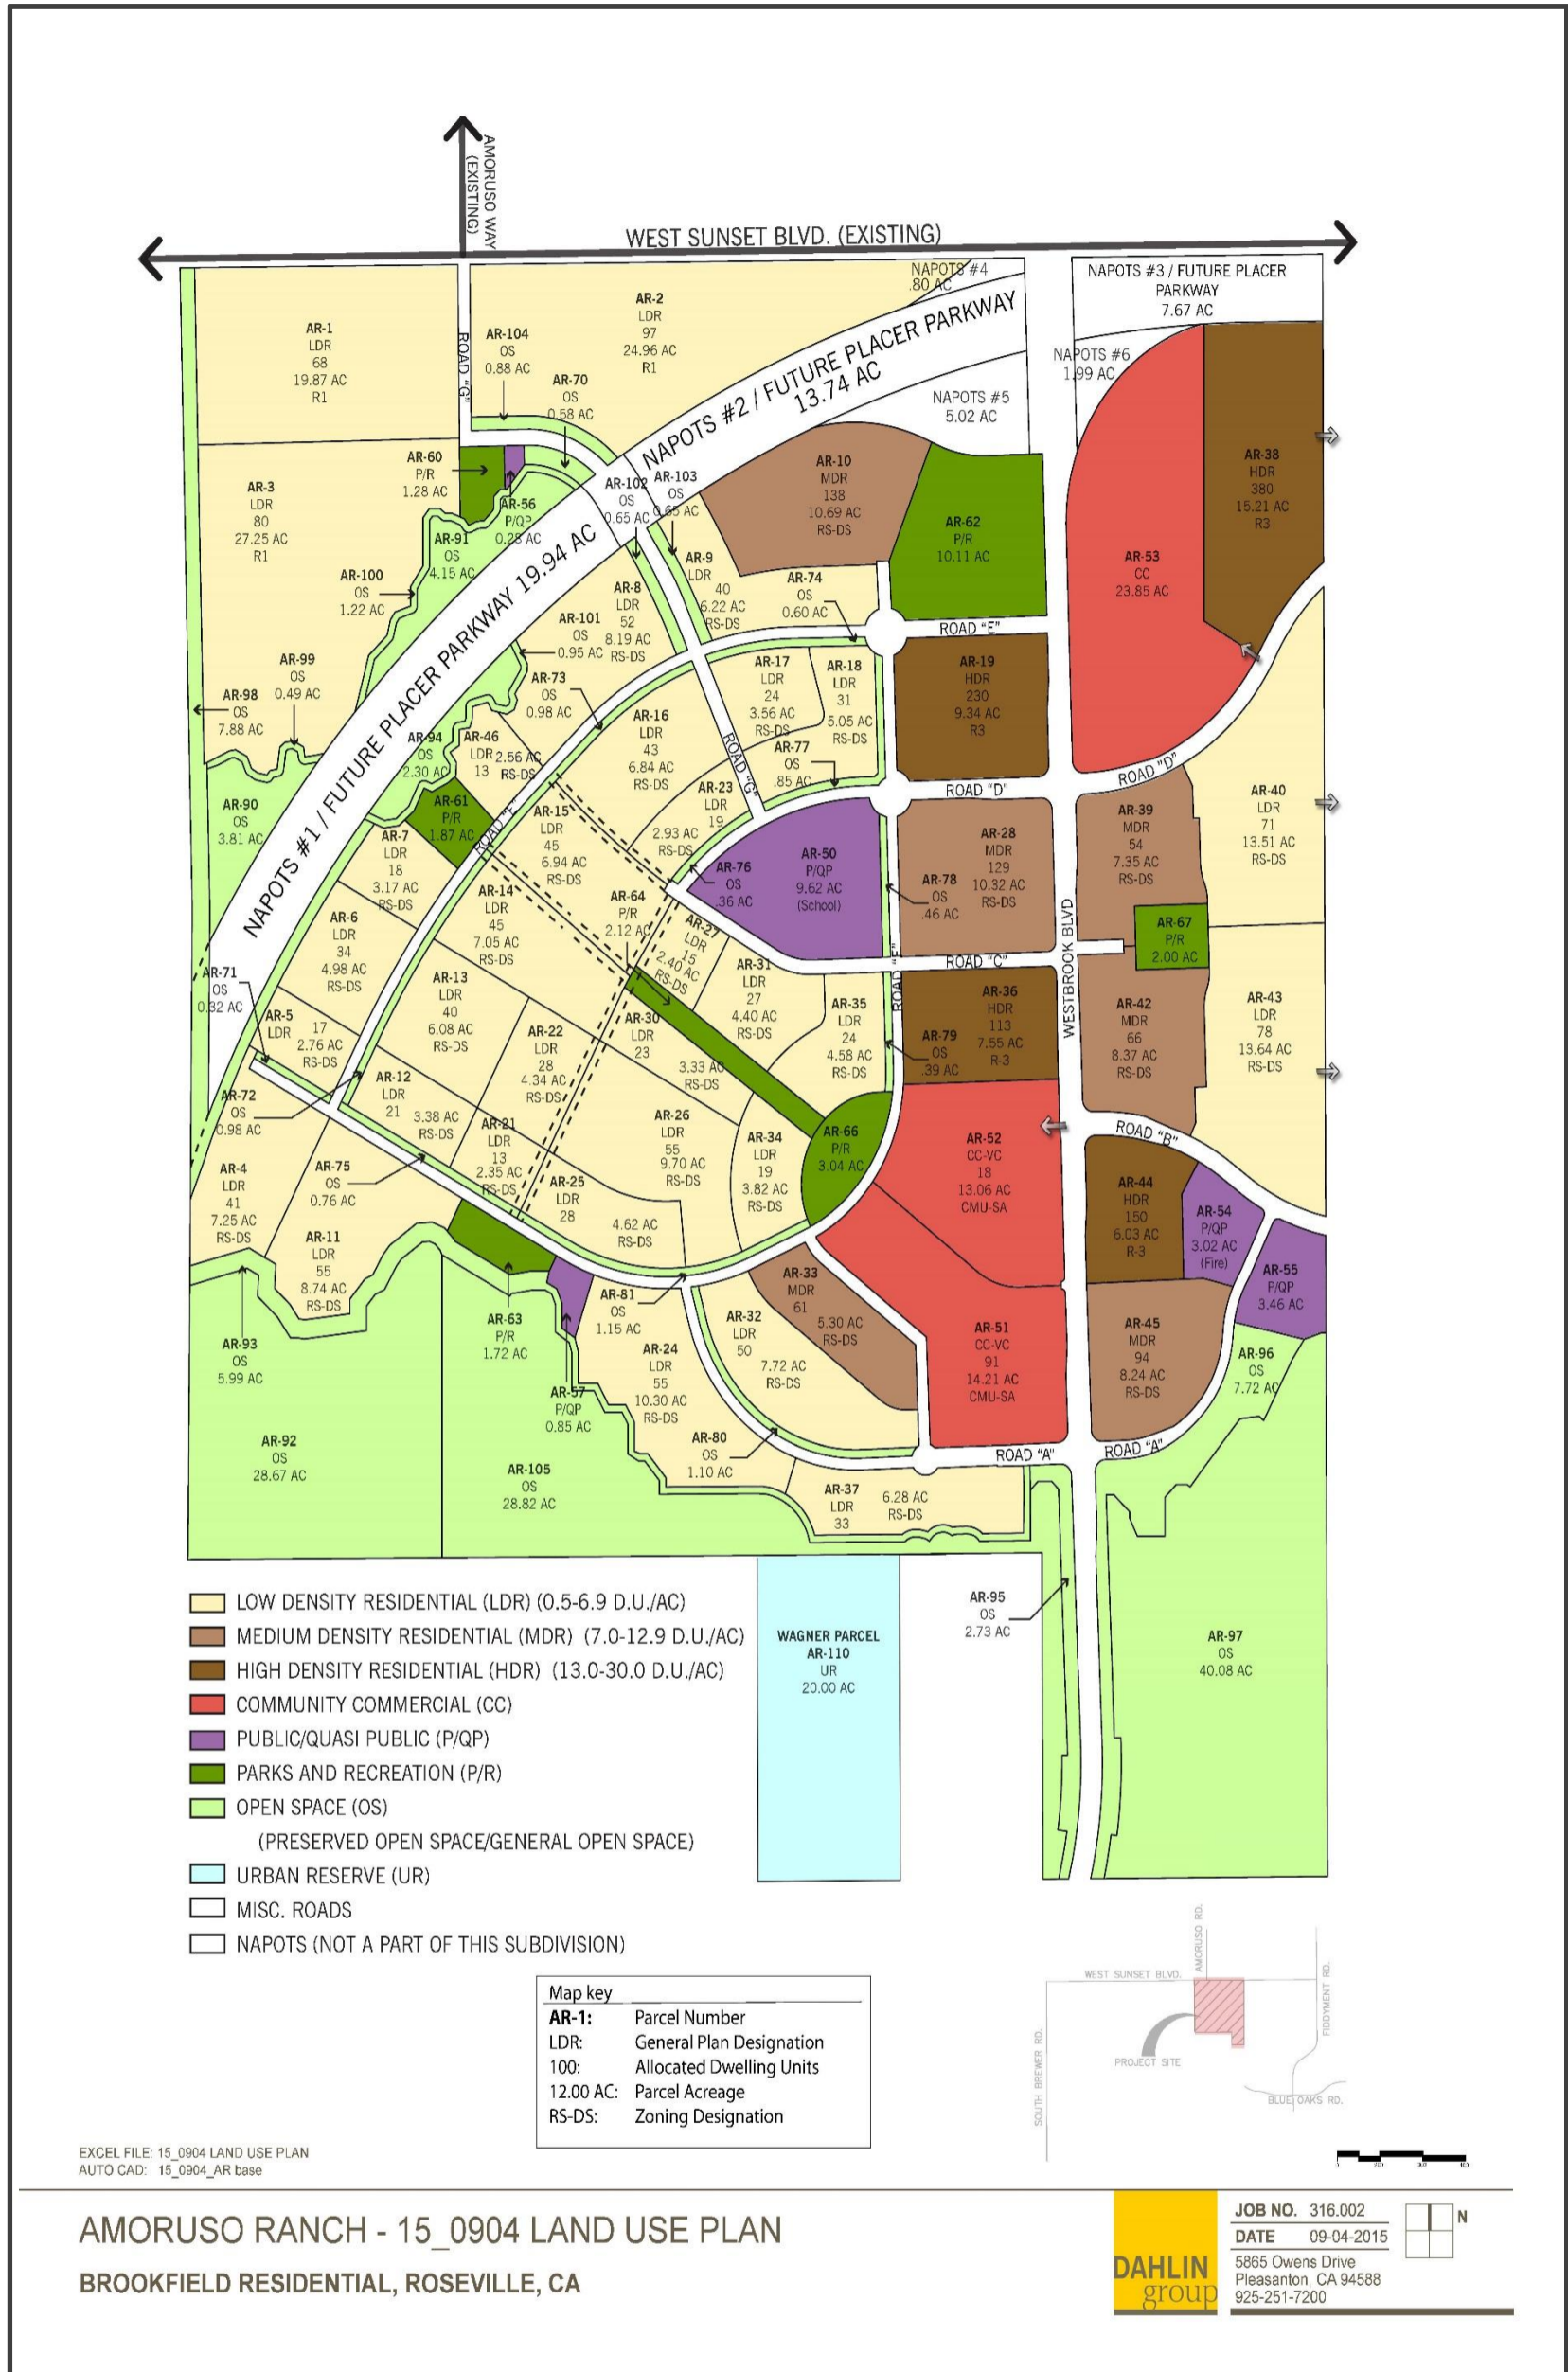 AMORUSO WAY
(EXISTING)
WEST SUNSET BLVD. (EXISTING)
NAPOTS #4
.80 AC
NAPOTS #3 / FUTURE PLACER
PARKWAY
7.67 AC
AR-1
LDR
68
19.87 AC
R1
ROAD "G"
AR-104
OS
0.88 AC
AR-2
LDR
97
24.96 AC
R1
AR-70
OS
0.58 AC
NAPOTS #2 / FUTURE PLACER PARKWAY
13.74 AC
NAPOTS #6
1.99 AC
NAPOTS #5
5.02 AC
AR-3
LDR
80
27.25 AC
R1
AR-60
P/R
1.28 AC
AR-56
P/QP
0.28 AC
AR-102
OS
0.65 AC
AR-103
OS
0.65 AC
AR-10
MDR
138
10.69 AC
RS-DS
AR-62
P/R
10.11 AC
AR-38
HDR
380
15.21 AC
R3
AR-53
CC
23.85 AC
AR-91
OS
4.15 AC
AR-100
OS
1.22 AC
NAPOTS #1 / FUTURE PLACER PARKWAY 19.94 AC
AR-9
LDR
40
6.22 AC
RS-DS
AR-8
LDR
52
8.19 AC
RS-DS
AR-74
OS
0.60 AC
AR-101
OS
0.95 AC
ROAD "E"
AR-99
OS
0.49 AC
AR-98
OS
7.88 AC
AR-73
OS
0.98 AC
AR-17
LDR
24
3.56 AC
RS-DS
AR-18
LDR
31
5.05 AC
RS-DS
AR-19
HDR
230
9.34 AC
R3
AR-94
OS
2.30 AC
AR-46
LDR
13
2.56 AC
RS-DS
AR-16
LDR
43
6.84 AC
RS-DS
ROAD "G"
AR-77
OS
.85 AC
ROAD "D"
ROAD "D"
AR-90
OS
3.81 AC
AR-61
P/R
1.87 AC
AR-15
LDR
45
6.94 AC
RS-DS
AR-23
LDR
19
2.93 AC
RS-DS
AR-39
MDR
54
7.35 AC
RS-DS
AR-40
LDR
71
13.51 AC
RS-DS
AR-7
LDR
18
3.17 AC
RS-DS
AR-76
OS
.36 AC
AR-50
P/QP
9.62 AC
(School)
AR-78
OS
.46 AC
AR-28
MDR
129
10.32 AC
RS-DS
AR-14
LDR
45
7.05 AC
RS-DS
AR-64
P/R
2.12 AC
AR-6
LDR
34
4.98 AC
RS-DS
AR-27
LDR
15
2.40 AC
RS-DS
WESTBROOK BLVD
AR-67
P/R
2.00 AC
ROAD "C"
AR-71
OS
0.32 AC
AR-13
LDR
40
6.08 AC
RS-DS
AR-31
LDR
27
4.40 AC
RS-DS
AR-35
LDR
24
4.58 AC
RS-DS
AR-36
HDR
113
7.55 AC
R-3
AR-79
OS
.39 AC
AR-42
MDR
66
8.37 AC
RS-DS
AR-43
LDR
78
13.64 AC
RS-DS
AR-5
LDR
17
2.76 AC
RS-DS
AR-22
LDR
28
4.34 AC
RS-DS
AR-30
LDR
23
3.33 AC
RS-DS
AR-72
OS
0.98 AC
AR-12
LDR
21
3.38 AC
RS-DS
AR-21
LDR
13
2.35 AC
RS-DS
AR-26
LDR
55
9.70 AC
RS-DS
AR-34
LDR
19
3.82 AC
RS-DS
AR-66
P/R
3.04 AC
AR-52
CC-VC
18
13.06 AC
CMU-SA
ROAD "B"
AR-4
LDR
41
7.25 AC
RS-DS
AR-75
OS
0.76 AC
AR-25
LDR
28
4.62 AC
RS-DS
AR-44
HDR
150
6.03 AC
R-3
AR-54
P/QP
3.02 AC
(Fire)
AR-55
P/QP
3.46 AC
AR-11
LDR
55
8.74 AC
RS-DS
AR-33
MDR
61
5.30 AC
RS-DS
AR-81
OS
1.15 AC
AR-63
P/R
1.72 AC
AR-93
OS
5.99 AC
AR-32
LDR
50
7.72 AC
RS-DS
AR-51
CC-VC
91
14.21 AC
CMU-SA
AR-45
MDR
94
8.24 AC
RS-DS
AR-96
OS
7.72 AC
AR-24
LDR
55
10.30 AC
RS-DS
AR-57
P/QP
0.85 AC
AR-92
OS
28.67 AC
AR-80
OS
1.10 AC
ROAD "A"
ROAD "A"
AR-105
OS
28.82 AC
AR-37
LDR
33
6.28 AC
RS-DS
LOW DENSITY RESIDENTIAL (LDR) (0.5-6.9 D.U./AC)
MEDIUM DENSITY RESIDENTIAL (MDR) (7.0-12.9 D.U./AC)
HIGH DENSITY RESIDENTIAL (HDR) (13.0-30.0 D.U./AC)
COMMUNITY COMMERCIAL (CC)
PUBLIC/QUASI PUBLIC (P/QP)
PARKS AND RECREATION (P/R)
OPEN SPACE (OS)
(PRESERVED OPEN SPACE/GENERAL OPEN SPACE)
URBAN RESERVE (UR)
MISC. ROADS
NAPOTS (NOT A PART OF THIS SUBDIVISION)
WAGNER PARCEL
AR-110
UR
20.00 AC
AR-95
OS
2.73 AC
AR-97
OS
40.08 AC
Map key
AR-1: Parcel Number
LDR: General Plan Designation
100: Allocated Dwelling Units
12.00 AC: Parcel Acreage
RS-DS: Zoning Designation
WEST SUNSET BLVD.
AMORUSO RD.
FIDDYMENT RD.
SOUTH BREWER RD.
PROJECT SITE
BLUE OAKS RD.
EXCEL FILE: 15_0904 LAND USE PLAN
AUTO CAD: 15_0904_AR base
AMORUSO RANCH - 15_0904 LAND USE PLAN
BROOKFIELD RESIDENTIAL, ROSEVILLE, CA
DAHLIN
group
JOB NO. 316.002
DATE 09-04-2015
5865 Owens Drive
Pleasanton, CA 94588
925-251-7200
N